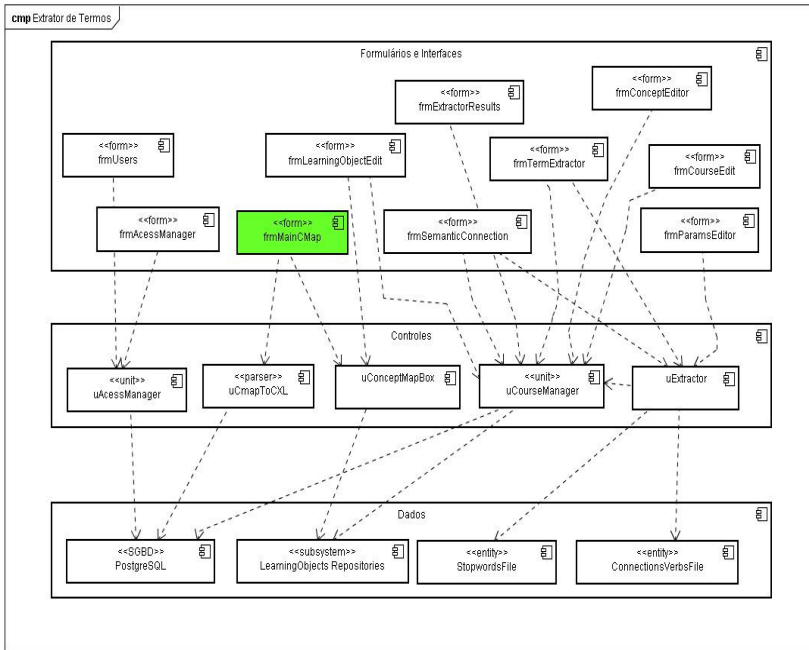 cmp Extrator de Termos
Formulários e Interfaces
<<form>>
frmConceptEditor
<<form>>
frmExtractorResults
<<form>>
frmUsers
<<form>>
frmLearningObjectEdit
<<form>>
frmTermExtractor
<<form>>
frmCourseEdit
<<form>>
frmAcessManager
<<form>>
frmMainCMap
<<form>>
frmSemanticConnection
<<form>>
frmParamsEditor
Controles
<<unit>>
uAcessManager
<<parser>>
uCmapToCXL
uConceptMapBox
<<unit>>
uCourseManager
uExtractor
Dados
<<SGBD>>
PostgreSQL
<<subsystem>>
LearningObjects Repositories
<<entity>>
StopwordsFile
<<entity>>
ConnectionsVerbsFile